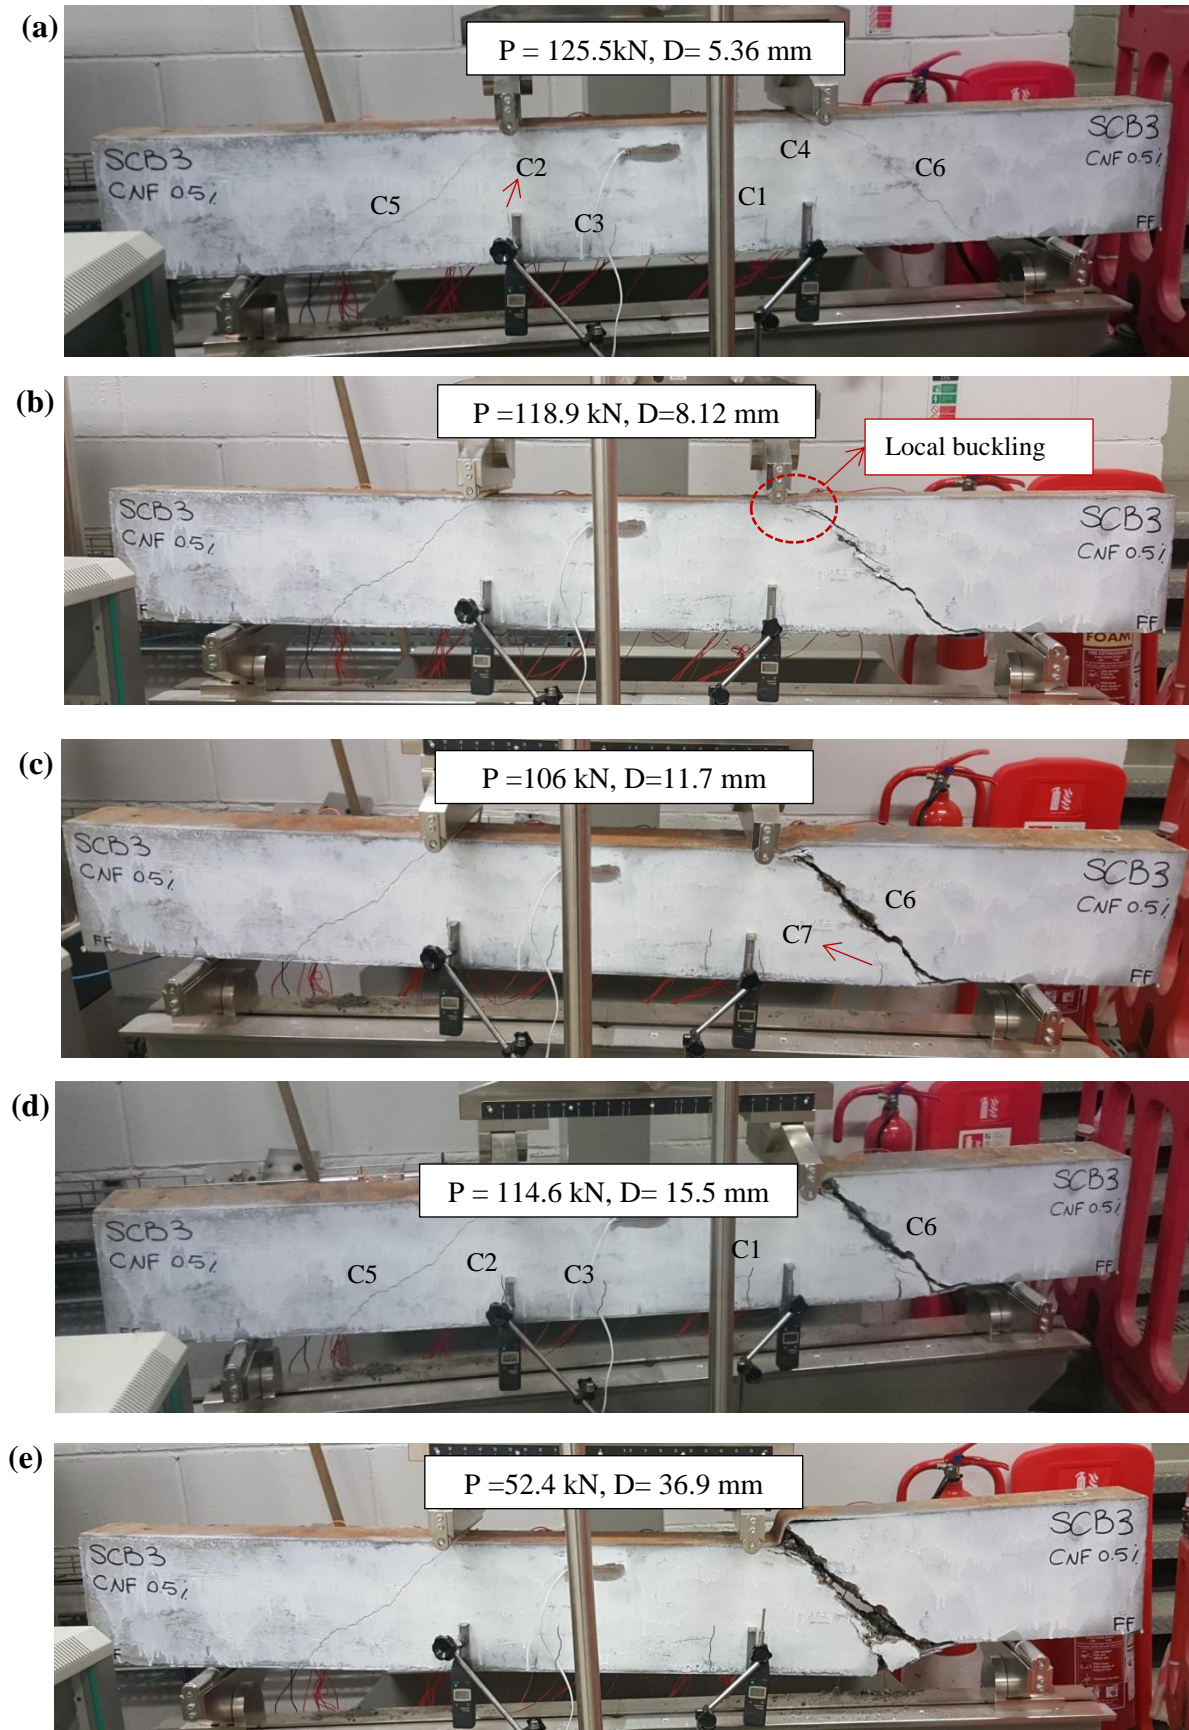 (a)
P = 125.5kN, D= 5.36 mm
SCB3
CNF 0.5%
C5
C2
C3
C4
C1
C6
SCB3
CNF 0.5%
FF
(b)
P =118.9 kN, D=8.12 mm
Local buckling
SCB3
CNF 0.5%
SCB3
CNF 0.5%
FF
FOAM
(c)
P =106 kN, D=11.7 mm
SCB3
CNF 0.5%
FF
C6
C7
SCB3
CNF 0.5%
FF
(d)
P = 114.6 kN, D= 15.5 mm
SCB3
CNF 0.5%
C5
C2
C3
C1
C6
SCB3
CNF 0.5%
FF
(e)
P =52.4 kN, D= 36.9 mm
SCB3
CNF 0.5%
SCB3
CNF 0.5%
FF